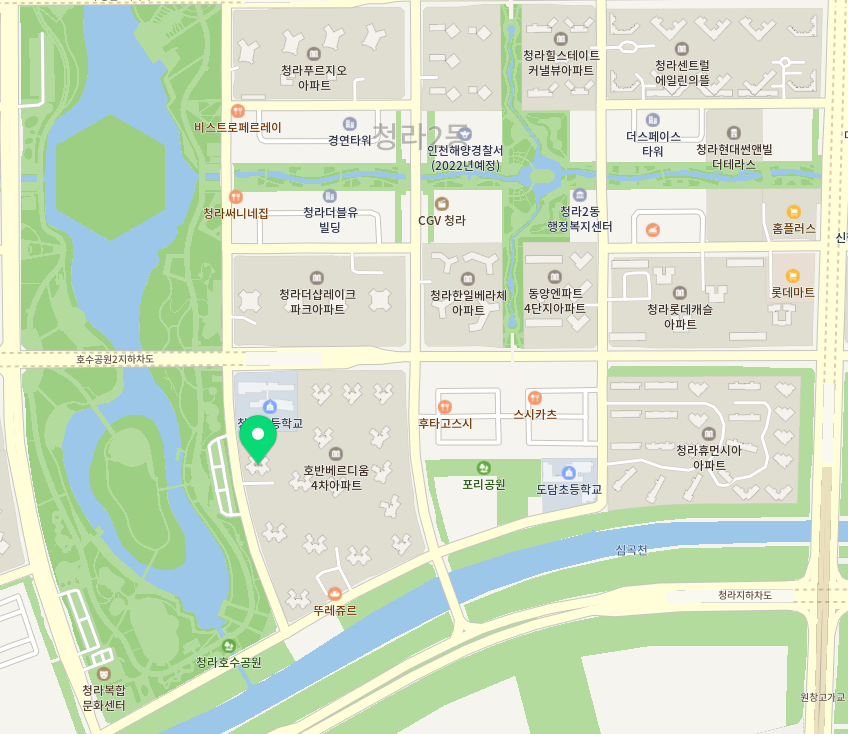 청라푸르지오
아파트
청라힐스테이트
커낼뷰아파트
청라센트럴
에일린의뜰
비스트로페르레이
경연타워
청라2동
인천해양경찰서
(2022년예정)
더스페이스
타워
청라현대썬앤빌
더테라스
청라써니네집
청라더블유
빌딩
CGV 청라
청라2동
행정복지센터
홈플러스
청라더샵레이크
파크아파트
청라한일베라체
아파트
동양엔파트
4단지아파트
청라롯데캐슬
아파트
롯데마트
호수공원2지하차도
후타고스시
스시카츠
호반베르디움
4차아파트
청라휴먼시아
아파트
포리공원
도담초등학교
심곡천
청라지하차도
뚜레쥬르
청라호수공원
청라복합
문화센터
원창고가교